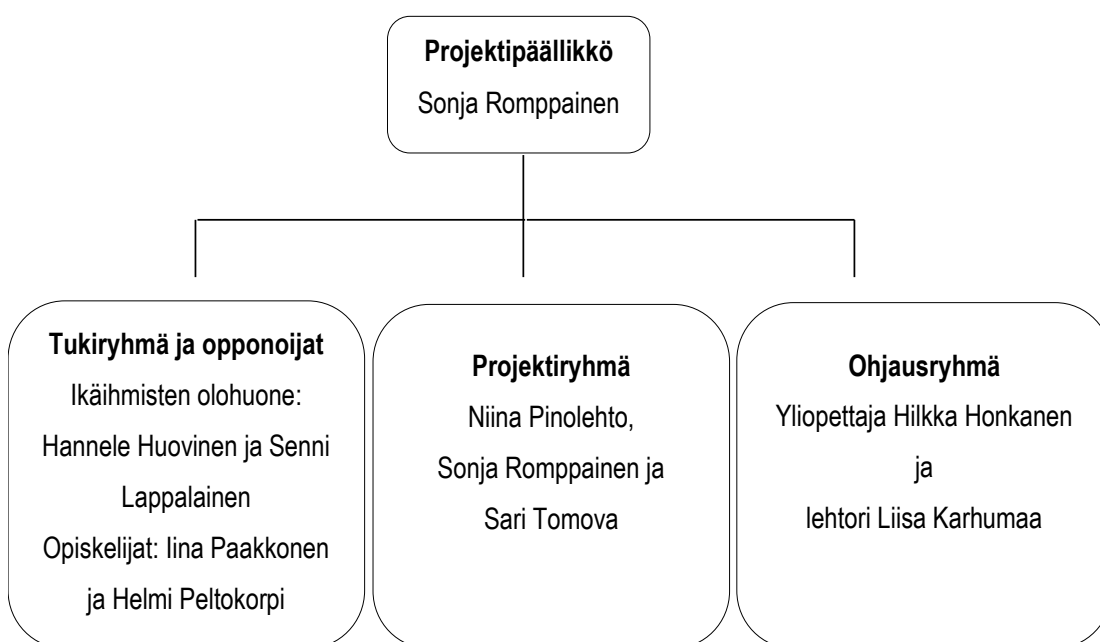 Projektipäällikkö
Sonja Romppainen
Tukiryhmä ja opponoijat
Ikäihmisten olohuone:
Hannele Huovinen ja Senni
Lappalainen
Opiskelijat: Iina Paakkonen
ja Helmi Peltokorpi
Projektiryhmä
Niina Pinolehto,
Sonja Romppainen ja
Sari Tomova
Ohjausryhmä
Yliopettaja Hilkka Honkanen
ja
lehtori Liisa Karhumaa